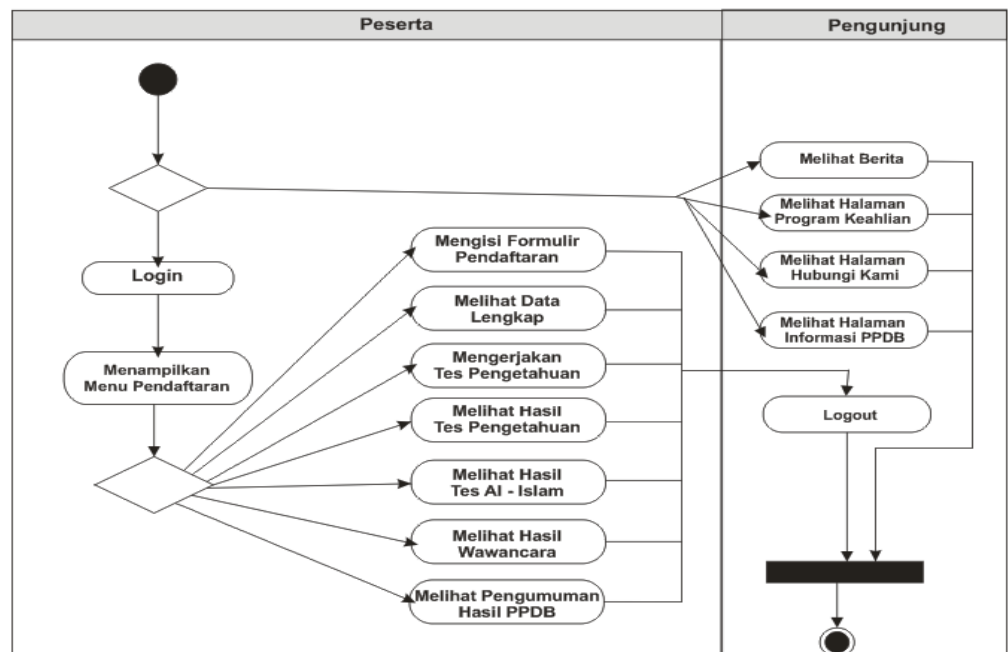 Peserta
Pengunjung
Melihat Berita
Melihat Halaman
Program Keahlian
Melihat Halaman
Hubungi Kami
Melihat Halaman
Informasi PPDB
Logout
Login
Menampilkan
Menu Pendaftaran
Mengisi Formulir
Pendaftaran
Melihat Data
Lengkap
Mengerjakan
Tes Pengetahuan
Melihat Hasil
Tes Pengetahuan
Melihat Hasil
Tes Al - Islam
Melihat Hasil
Wawancara
Melihat Pengumuman
Hasil PPDB